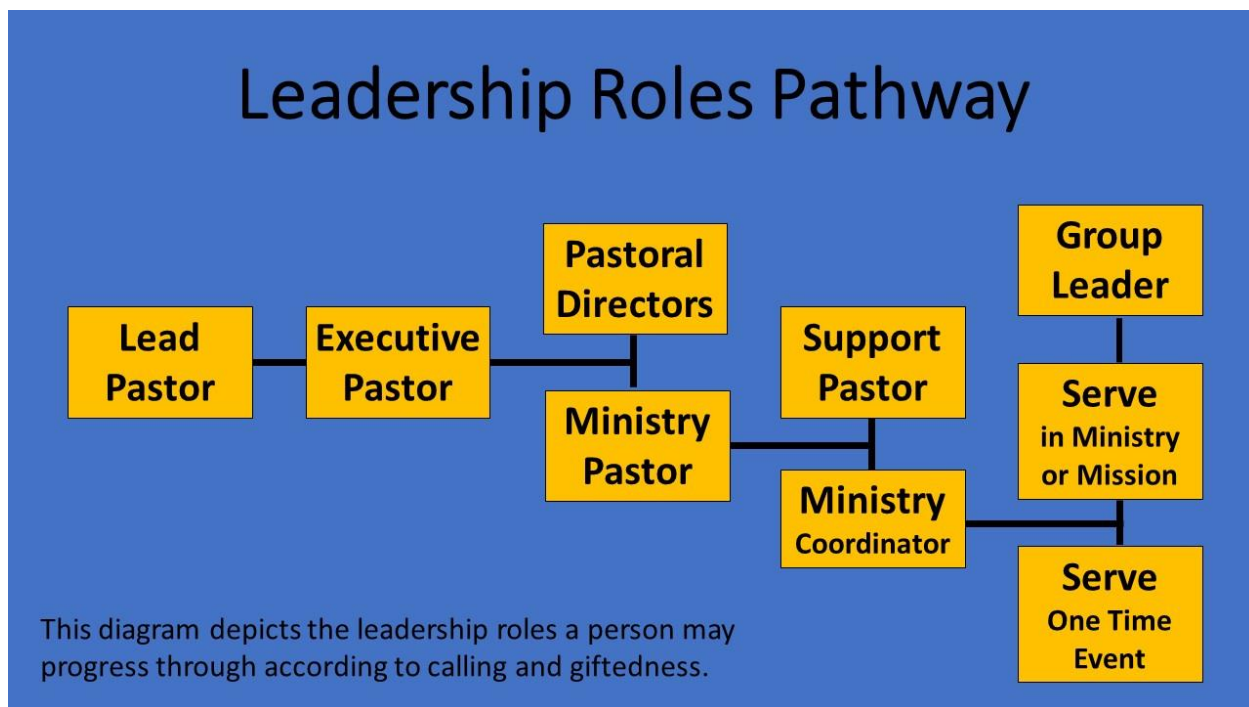 Leadership Roles Pathway
Lead
Pastor
Executive
Pastor
Pastoral
Directors
Ministry
Pastor
Support
Pastor
Ministry
Coordinator
Group
Leader
Serve
in Ministry
or Mission
Serve
One Time
Event
This diagram depicts the leadership roles a person may
progress through according to calling and giftedness.